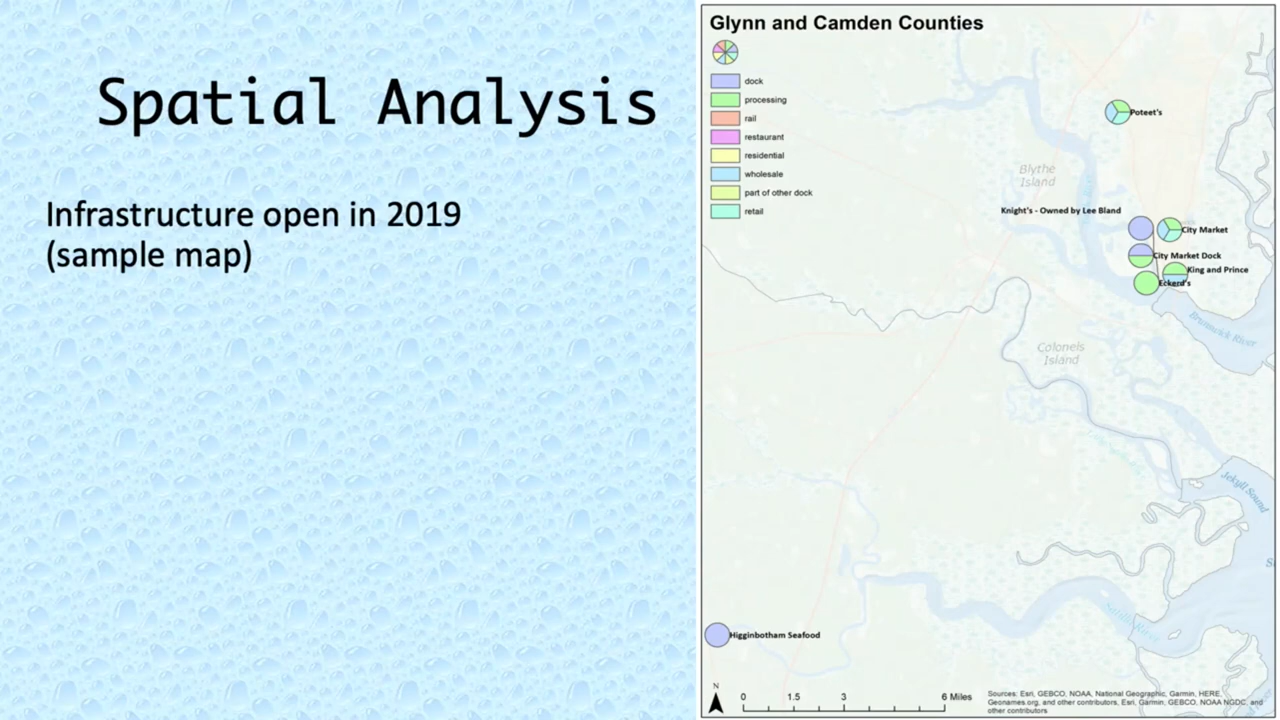 Spatial Analysis
Infrastructure open in 2019
(sample map)
Glynn and Camden Counties
dock
processing
rail
restaurant
residential
wholesale
part of other dock
retail
Poteet's
Blythe
Island
Knight's - Owned by Lee Bland
City Market
City Market Dock
King and Prince
Eckerd's
Brunswick River
Colonels
Island
Jekyll Sound
Higginbotham Seafood
N
0 1.5 3 6 Miles
Sources: Esri, GEBCO, NOAA, National Geographic, Garmin, HERE,
Geonames.org, and other contributors, Esri, Garmin, GEBCO, NOAA NGDC, and
other contributors